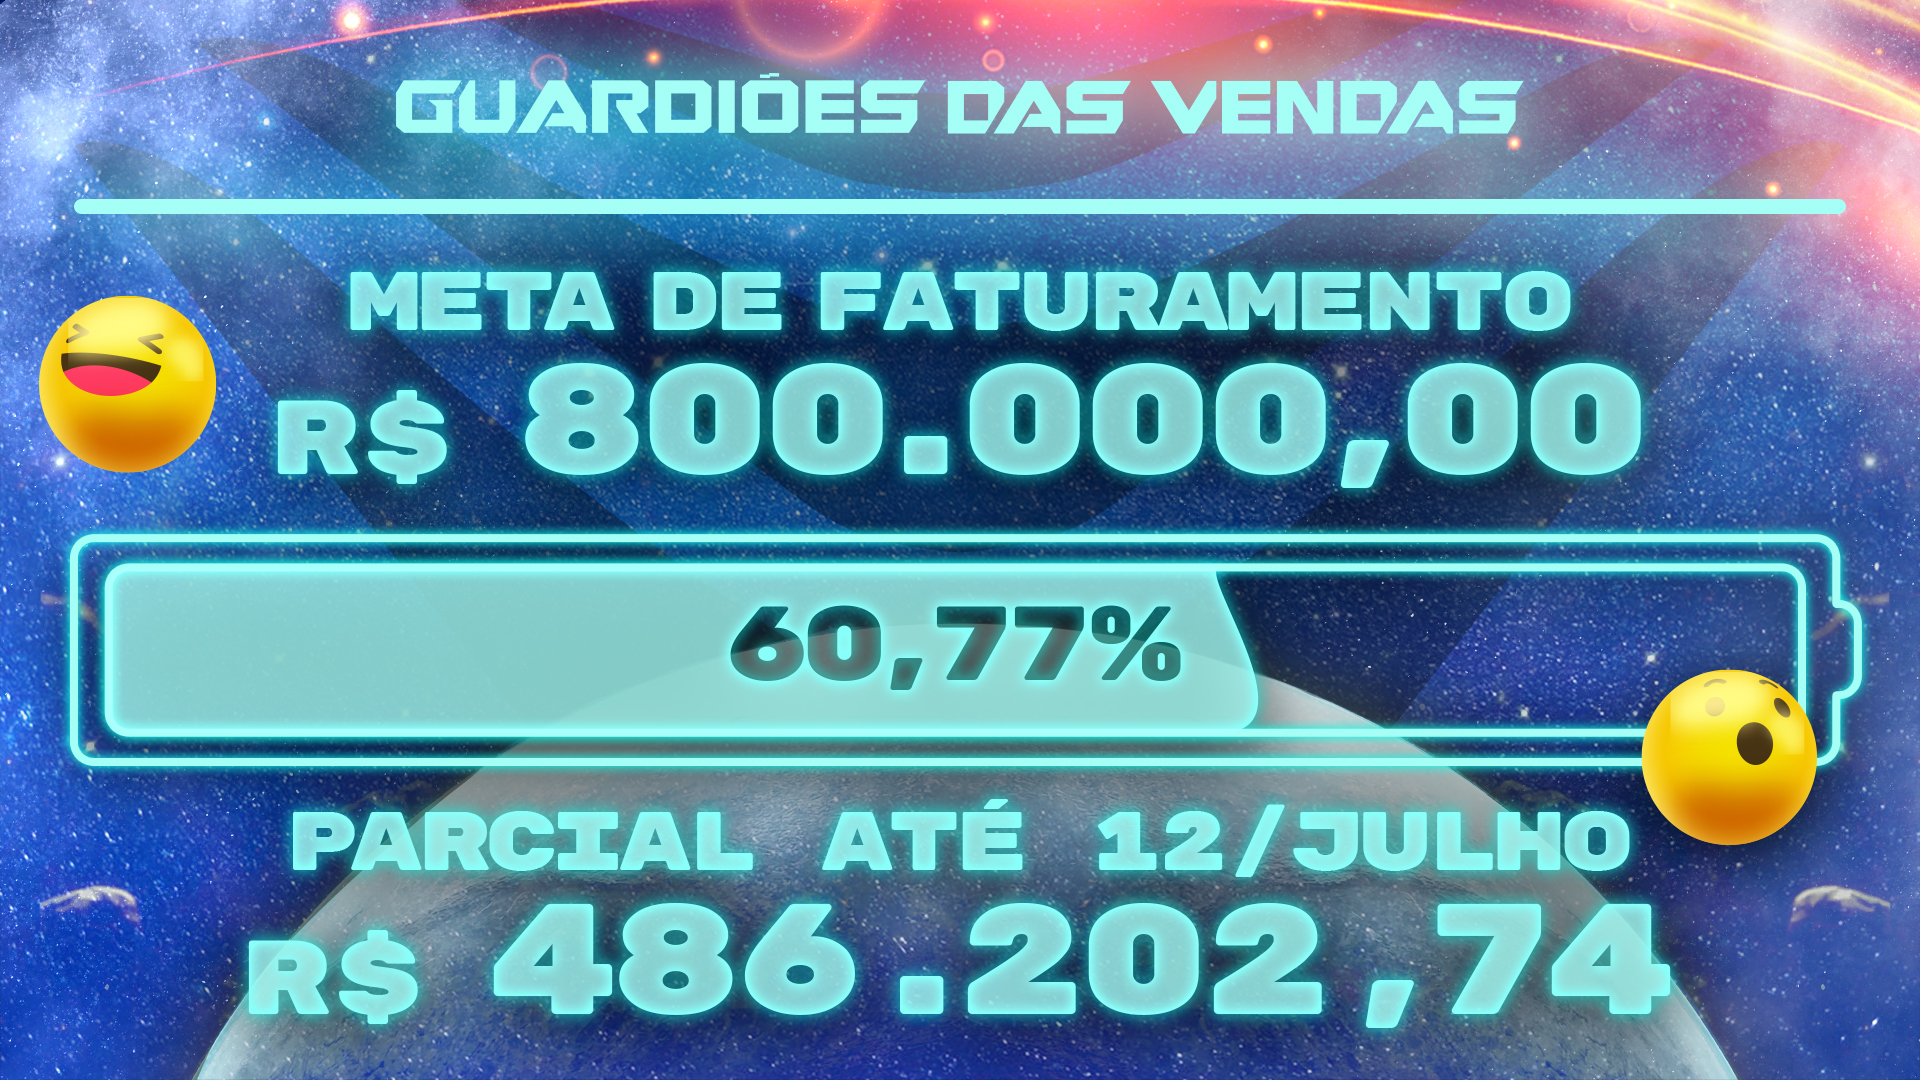 GUARDIÕES DAS VENDAS
META DE FATURAMENTO
R$ 800.000,00
60,77%
PARCIAL ATÉ 12/JULHO
R$ 486.202,74